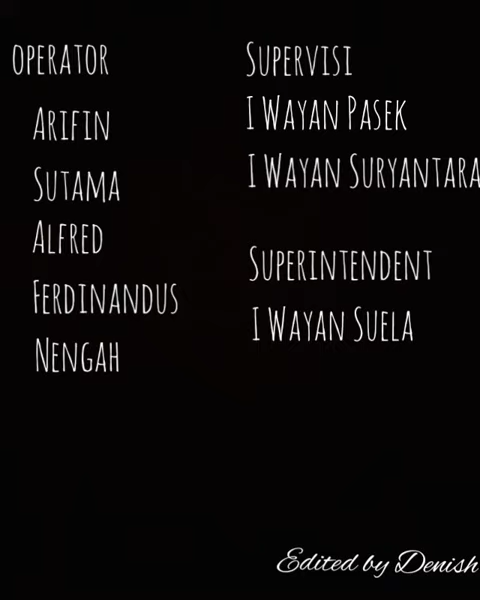 OPERATOR
ARIFIN
SUTAMA
ALFRED
FERDINANDUS
NENGAH
SUPERVISI
I WAYAN PASEK
I WAYAN SURYANTARA
SUPERINTENDENT
I WAYAN SUELA
Edited by Denish